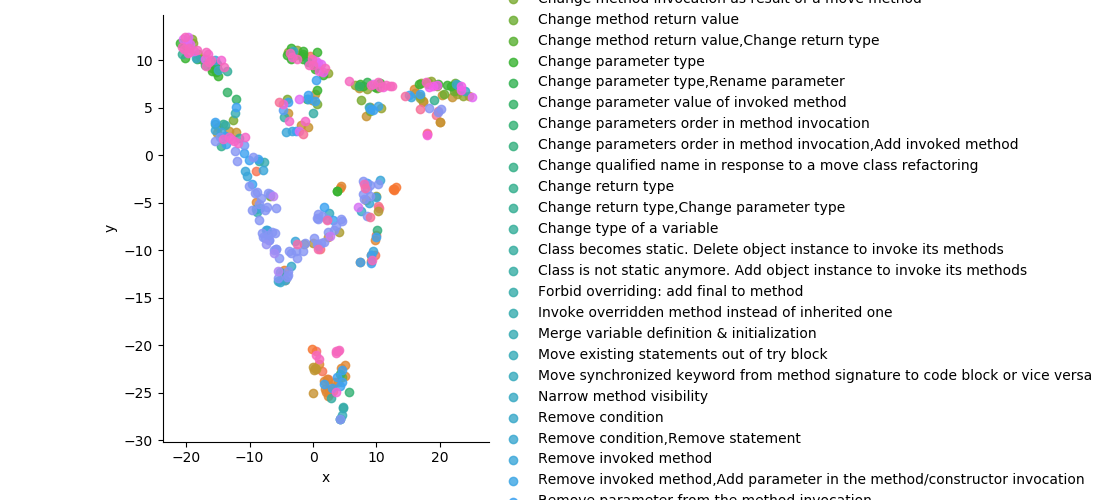 Change method invocation as result of a move method
Change method return value
Change method return value,Change return type
Change parameter type
Change parameter type,Rename parameter
Change parameter value of invoked method
Change parameters order in method invocation
Change parameters order in method invocation,Add invoked method
Change qualified name in response to a move class refactoring
Change return type
Change return type,Change parameter type
Change type of a variable
Class becomes static. Delete object instance to invoke its methods
Class is not static anymore. Add object instance to invoke its methods
Forbid overriding: add final to method
Invoke overridden method instead of inherited one
Merge variable definition & initialization
Move existing statements out of try block
Move synchronized keyword from method signature to code block or vice versa
Narrow method visibility
Remove condition
Remove condition,Remove statement
Remove invoked method
Remove invoked method,Add parameter in the method/constructor invocation
Remove parameter from the method invocation
10
5
0
−5
−10
−15
−20
−25
−30
y
−20 −10 0 10 20
x